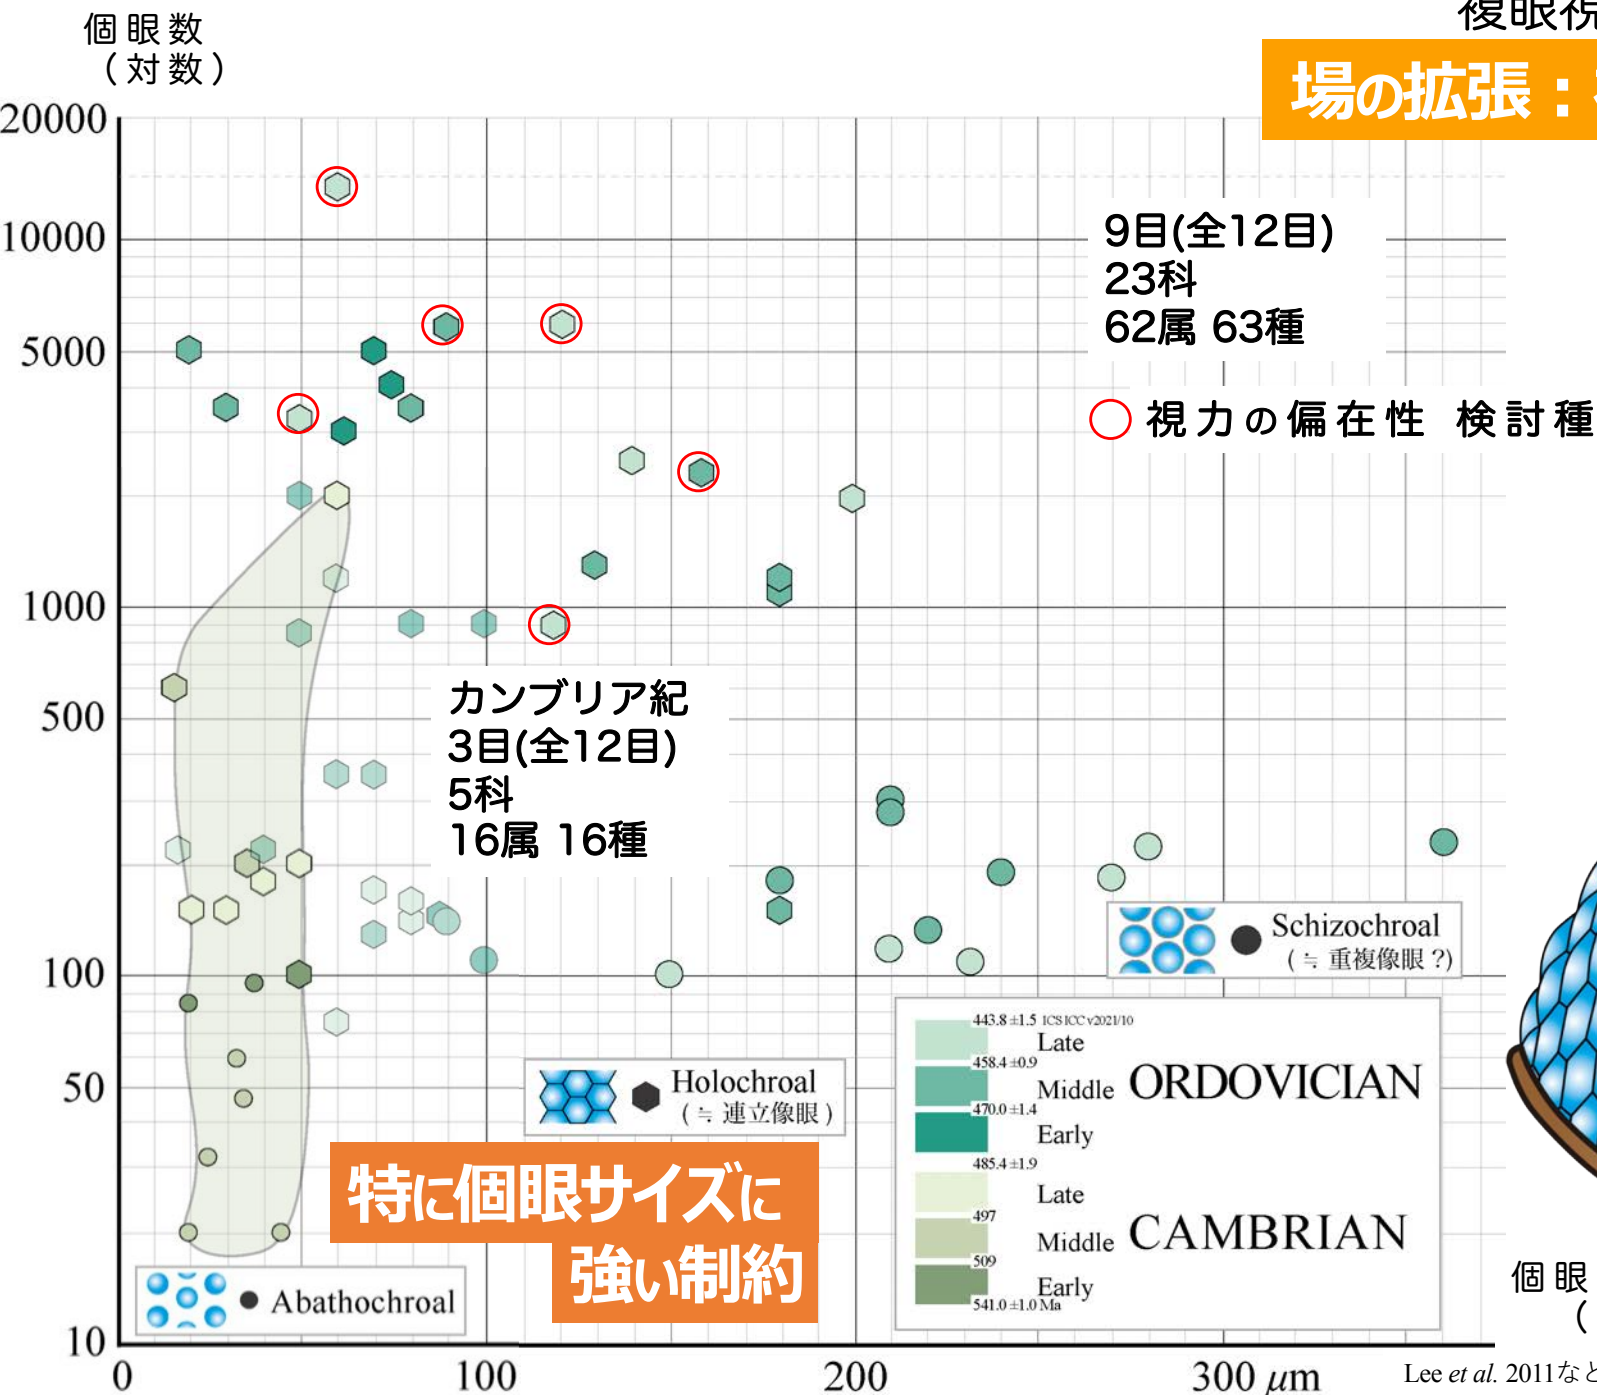 個眼数
（対数）
複眼視
場の拡張：
20000
10000
5000
1000
500
100
50
10
0
100
200
300 μm
9目(全12目)
23科
62属 63種
視力の偏在性 検討種
カンブリア紀
3目(全12目)
5科
16属 16種
Schizochroal
(≒ 重複像眼 ?)
Holochroal
(≒ 連立像眼)
Abathochroal
特に個眼サイズに
強い制約
443.8 ±1.5 ICS ICC v2021/10
Late
458.4 ±0.9
Middle ORDOVICIAN
470.0 ±1.4
Early
485.4 ±1.9
Late
497
Middle CAMBRIAN
509
Early
541.0 ±1.0 Ma
個眼
（
Lee et al. 2011など